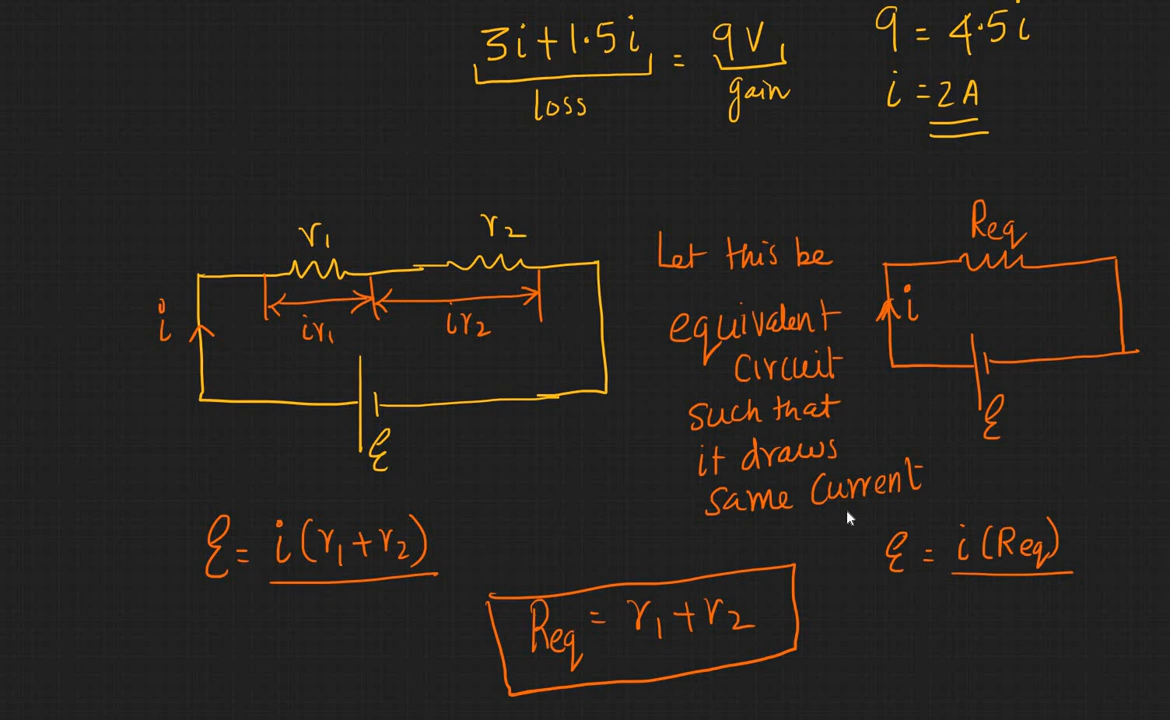 3i+1.5i = 9V
loss
gain
9 = 4.5i
i = 2A
r1
r2
i
ir1
ir2
ε
Let this be
equivalent
circuit
such that
it draws
same current
Req
i
ε
ε = i(r1+r2)
ε = i(Req)
Req = r1+r2